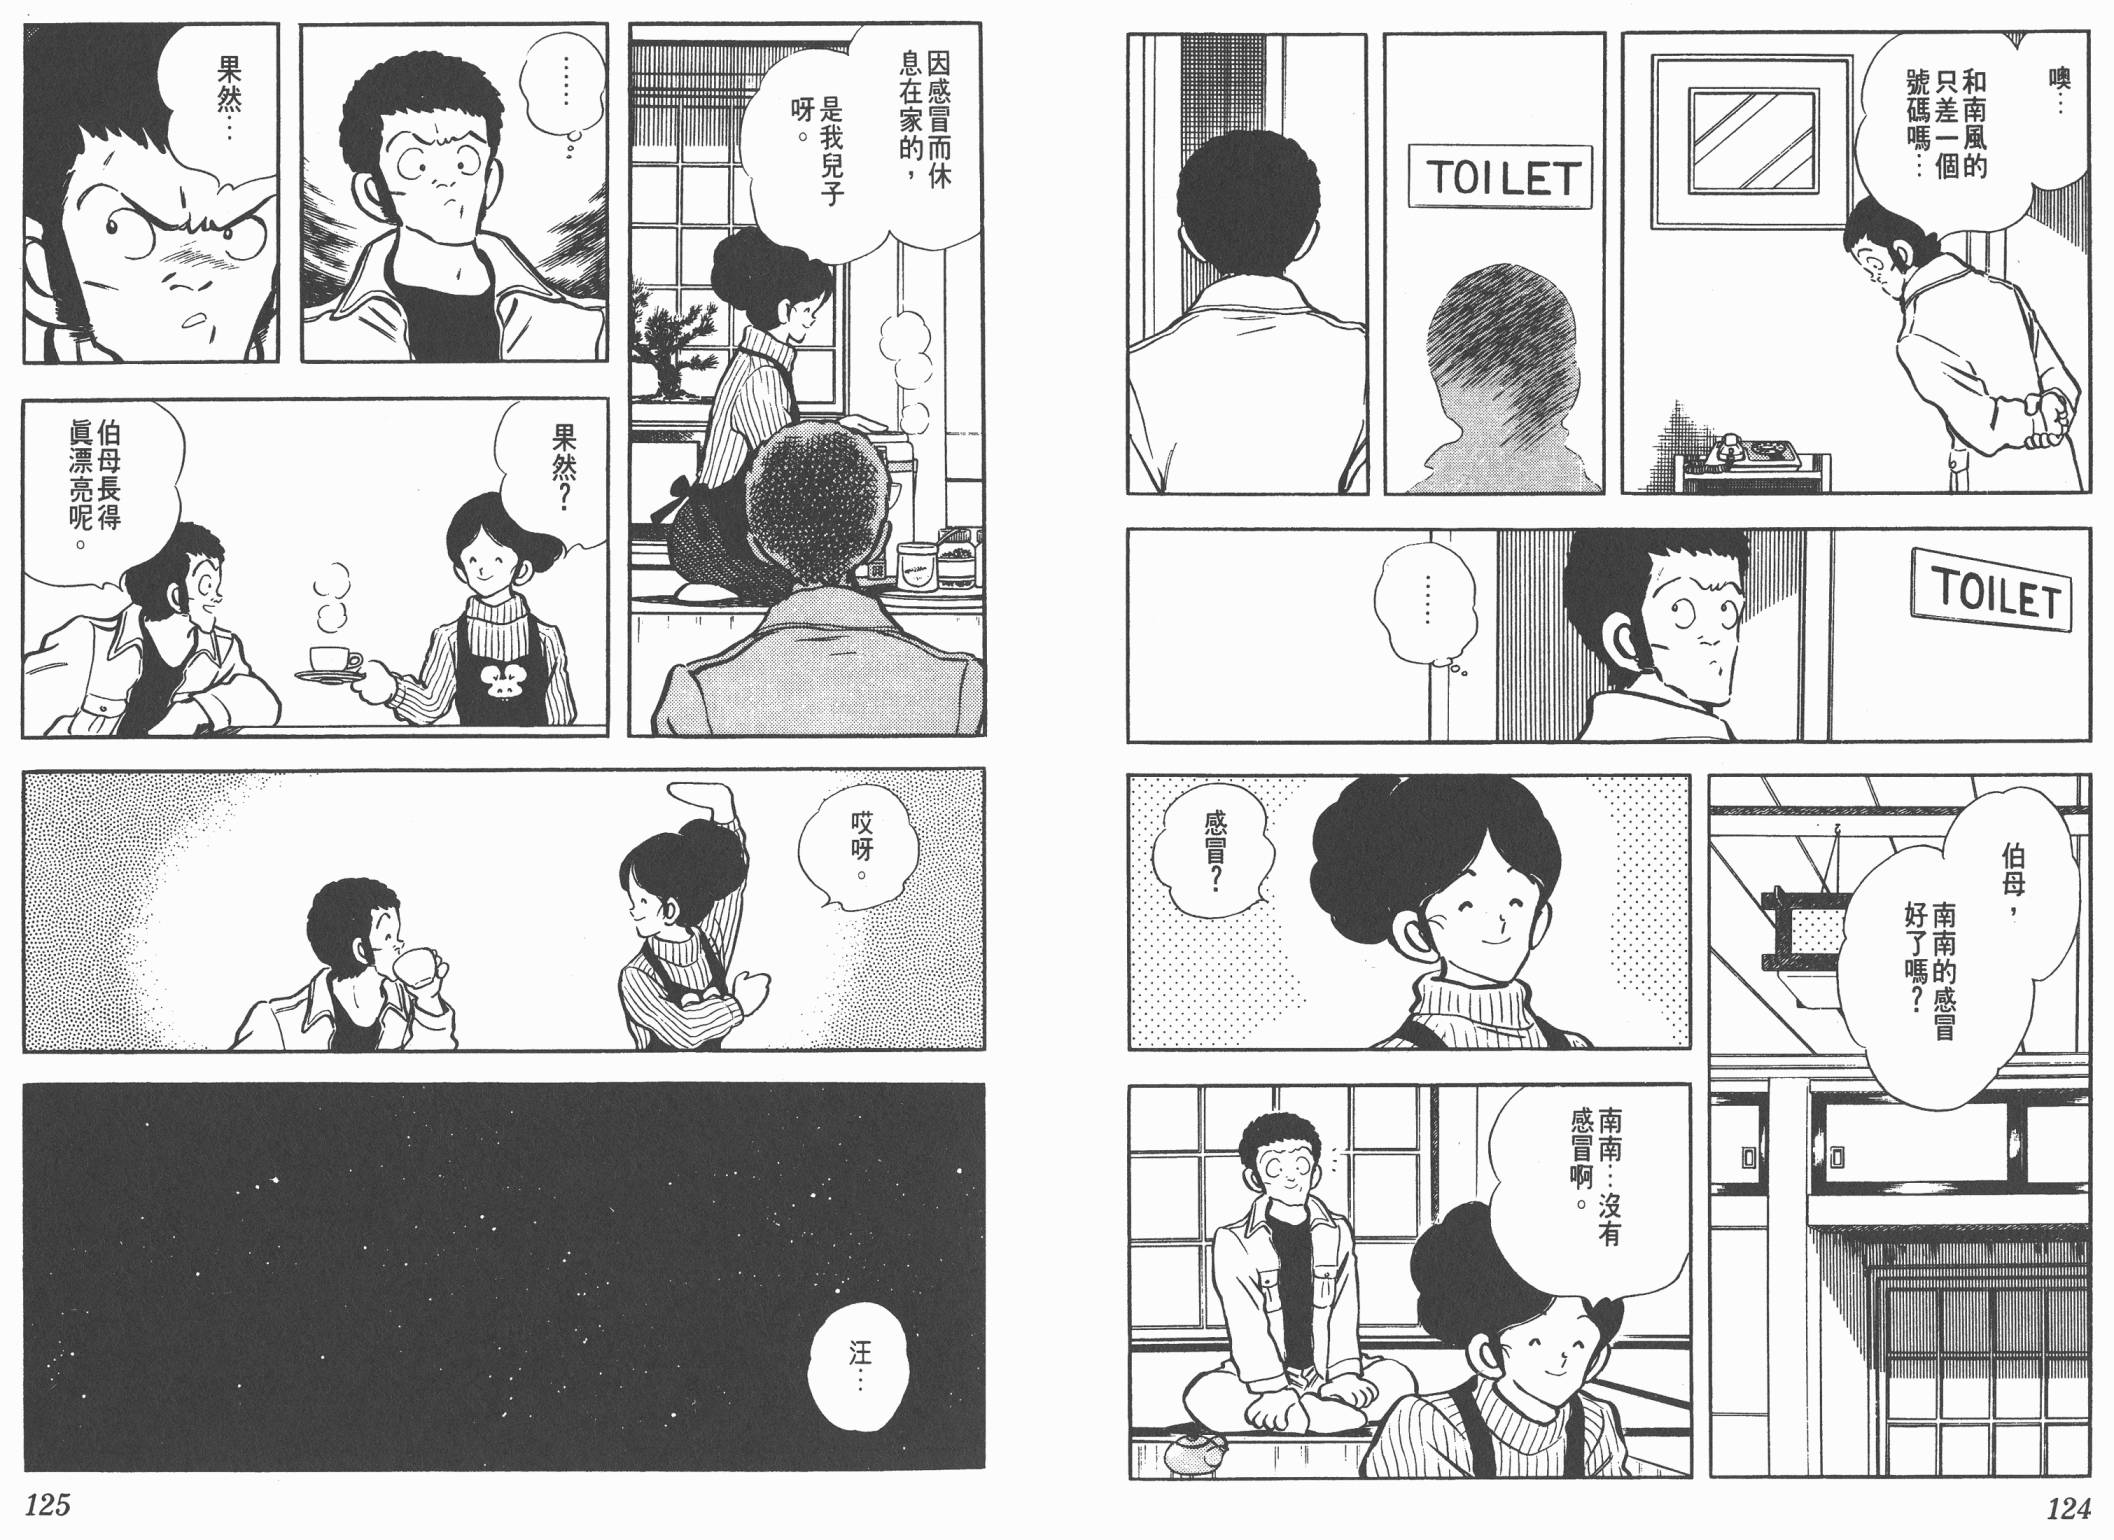 噢…
和南風的
只差一個
號碼嗎…
TOILET
TOILET
……
伯母，
南南的感冒
好了嗎？
感冒？
南南…沒有
感冒啊。
124
因感冒而休
息在家的，
是我兒子
呀。
……
果然…
果然？
伯母長得
眞漂亮呢。
哎呀。
汪…
125